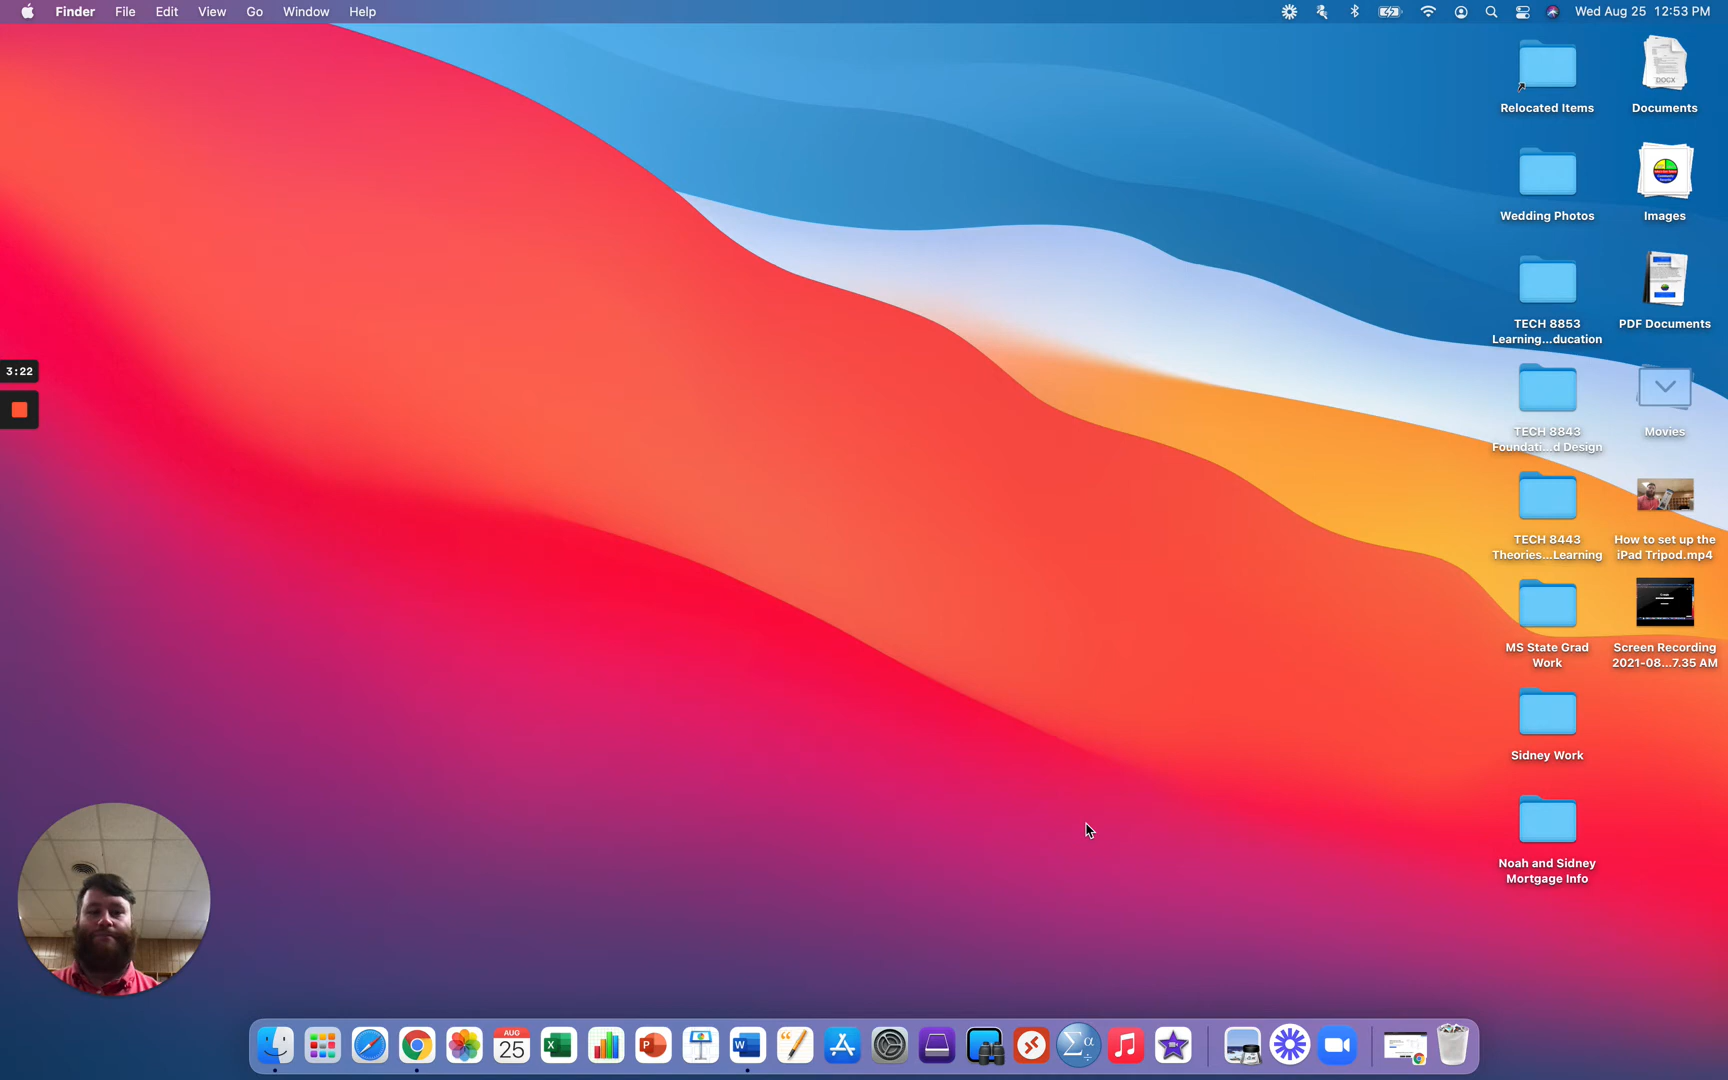 Finder File Edit View Go Window Help
Wed Aug 25 12:53 PM
Relocated Items
Documents
DOCX
Wedding Photos
Images
TECH 8853
Learning...ducation
PDF Documents
TECH 8843
Foundati...d Design
Movies
3:22
TECH 8443
Theories...Learning
How to set up the
iPad Tripod.mp4
MS State Grad
Work
Screen Recording
2021-08...7.35 AM
Sidney Work
Noah and Sidney
Mortgage Info
AUG
25
X
P
W
Σα
÷